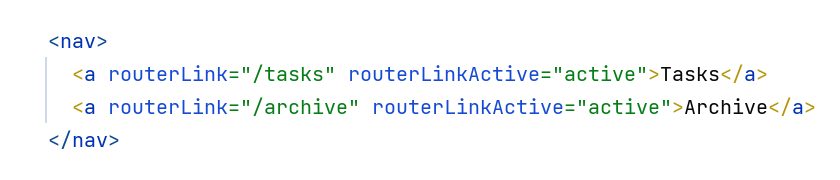 <nav>
  <a routerLink="/tasks" routerLinkActive="active">Tasks</a>
  <a routerLink="/archive" routerLinkActive="active">Archive</a>
</nav>